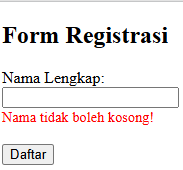 Form Registrasi
Nama Lengkap:
Nama tidak boleh kosong!
Daftar